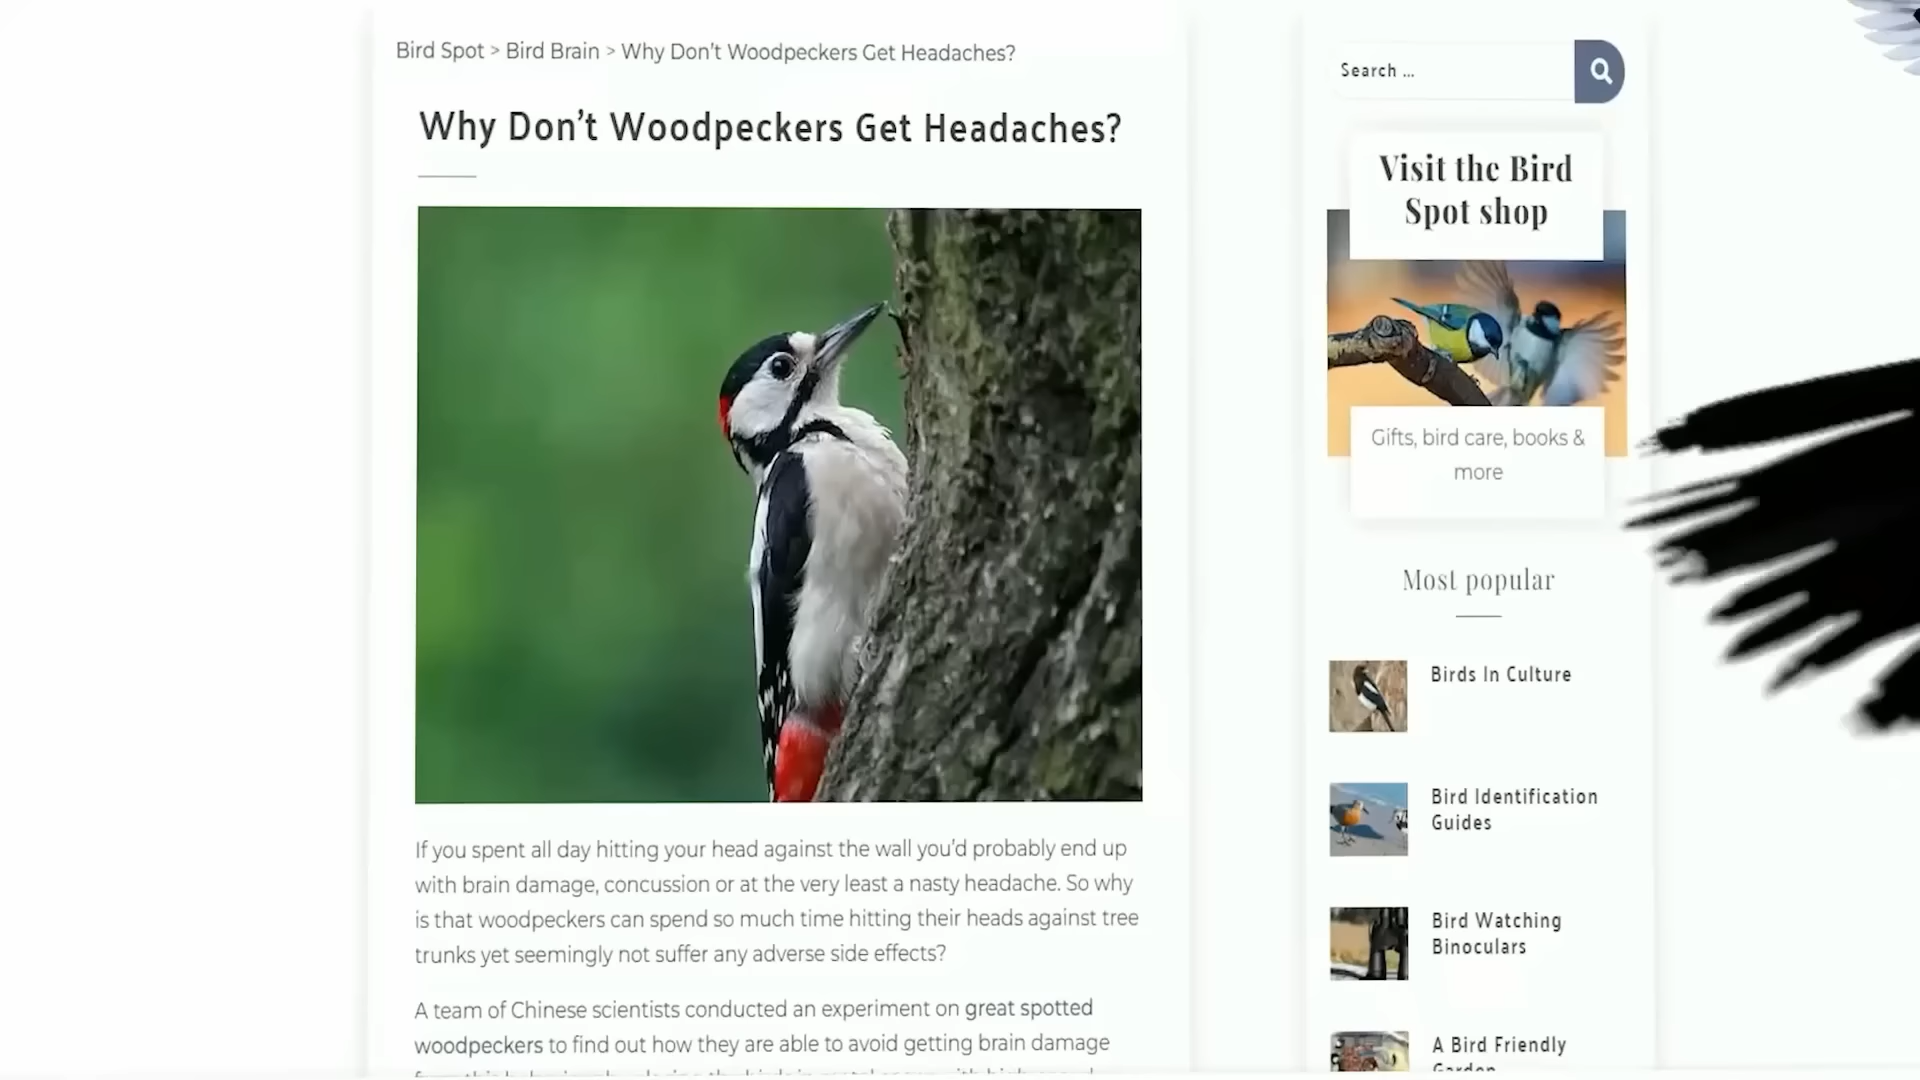 Bird Spot > Bird Brain > Why Don't Woodpeckers Get Headaches?
Why Don't Woodpeckers Get Headaches?
If you spent all day hitting your head against the wall you'd probably end up
with brain damage, concussion or at the very least a nasty headache. So why
is that woodpeckers can spend so much time hitting their heads against tree
trunks yet seemingly not suffer any adverse side effects?
A team of Chinese scientists conducted an experiment on great spotted
woodpeckers to find out how they are able to avoid getting brain damage
Search ...
Visit the Bird
Spot shop
Gifts, bird care, books &
more
Most popular
Birds In Culture
Bird Identification
Guides
Bird Watching
Binoculars
A Bird Friendly